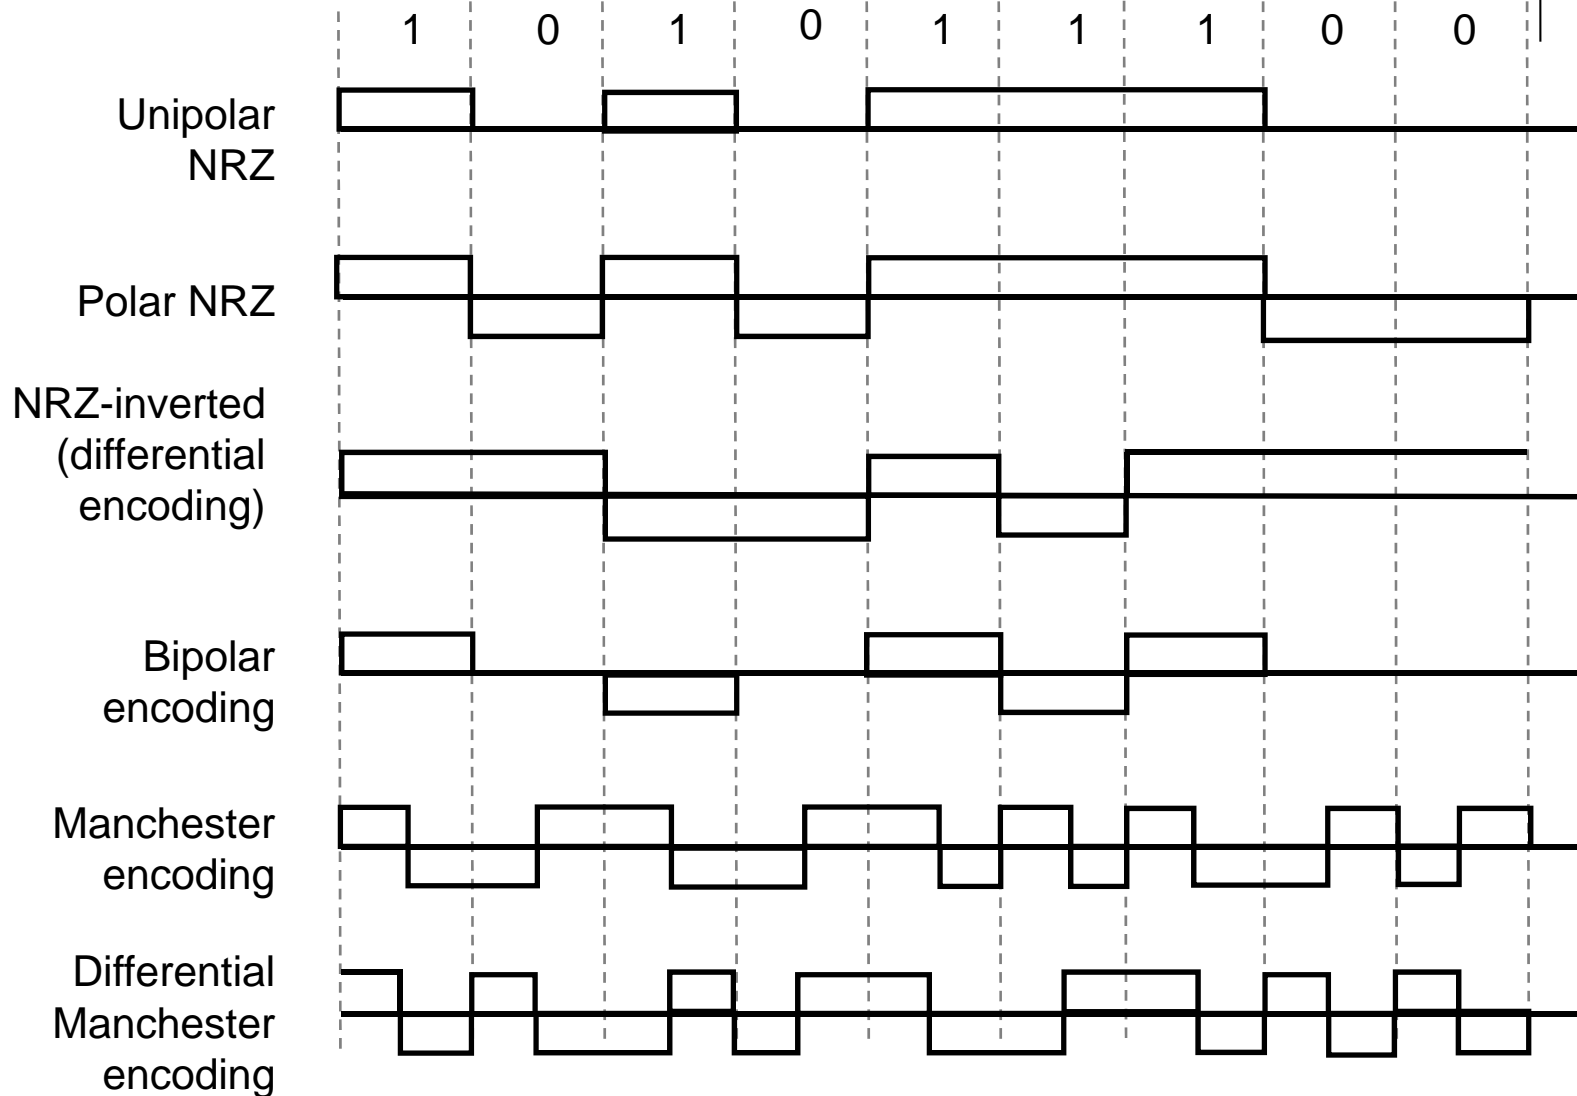 1 0 1 0 1 1 1 0 0
Unipolar
NRZ
Polar NRZ
NRZ-inverted
(differential
encoding)
Bipolar
encoding
Manchester
encoding
Differential
Manchester
encoding